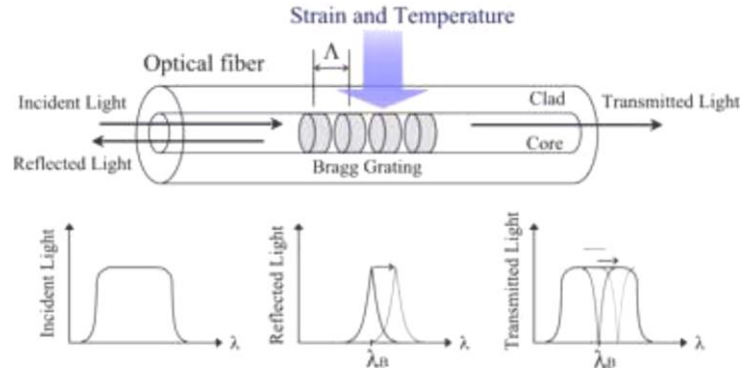 Strain and Temperature
Λ
Optical fiber
Incident Light
Clad
Transmitted Light
Reflected Light
Core
Bragg Grating
Incident Light
λ
Reflected Light
λ
λB
Transmitted Light
λ
λB